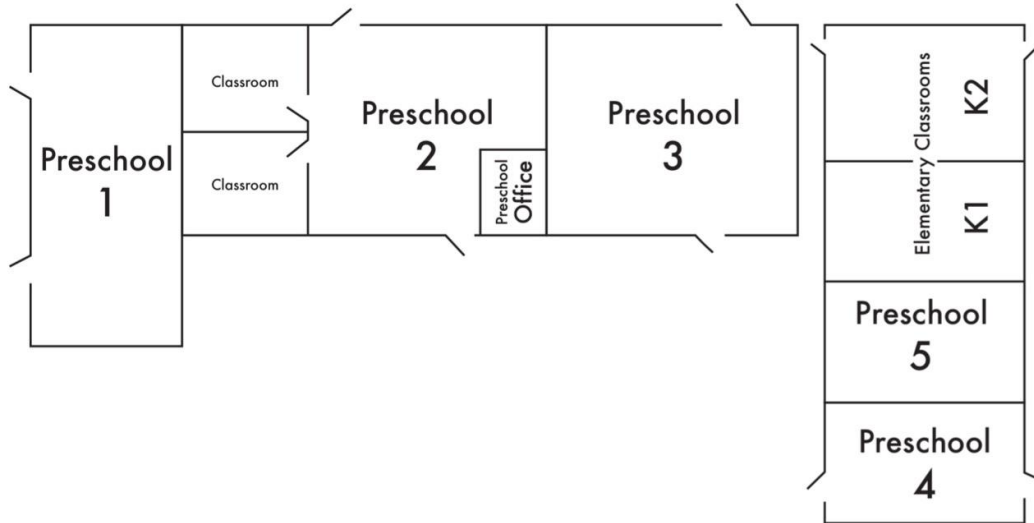 Preschool
1
Classroom
Classroom
Preschool
2
Preschool
Office
Preschool
3
Elementary Classrooms
K2
K1
Preschool
5
Preschool
4